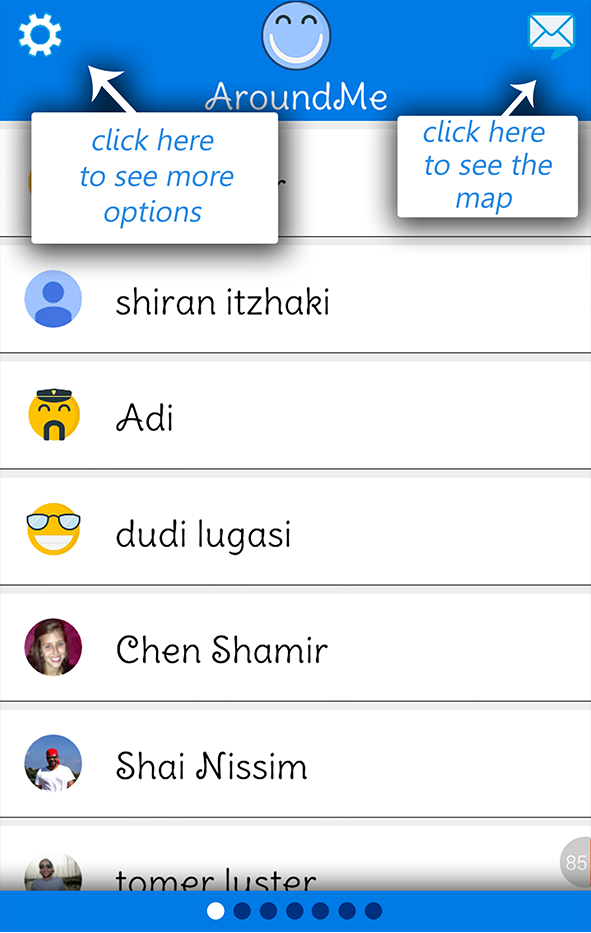 AroundMe
click here
to see more
options
click here
to see the
map
shiran itzhaki
Adi
dudi lugasi
Chen Shamir
Shai Nissim
tomer luster
85